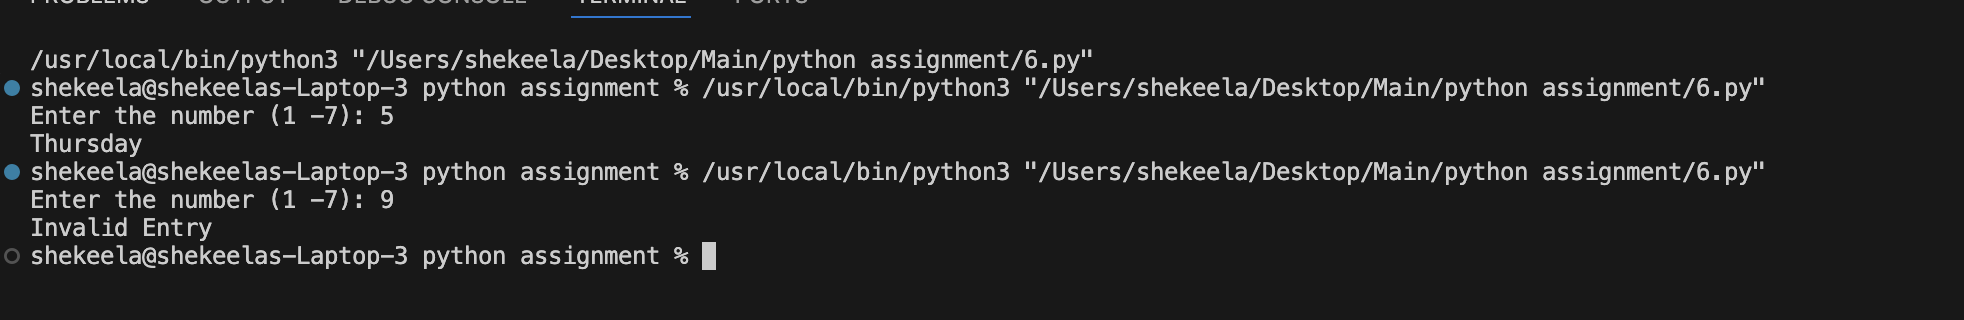 PROBLEMS OUTPUT DEBUG CONSOLE TERMINAL PORTS
/usr/local/bin/python3 "/Users/shekeela/Desktop/Main/python assignment/6.py"
shekeela@shekeelas-Laptop-3 python assignment % /usr/local/bin/python3 "/Users/shekeela/Desktop/Main/python assignment/6.py"
Enter the number (1 -7): 5
Thursday
shekeela@shekeelas-Laptop-3 python assignment % /usr/local/bin/python3 "/Users/shekeela/Desktop/Main/python assignment/6.py"
Enter the number (1 -7): 9
Invalid Entry
shekeela@shekeelas-Laptop-3 python assignment %